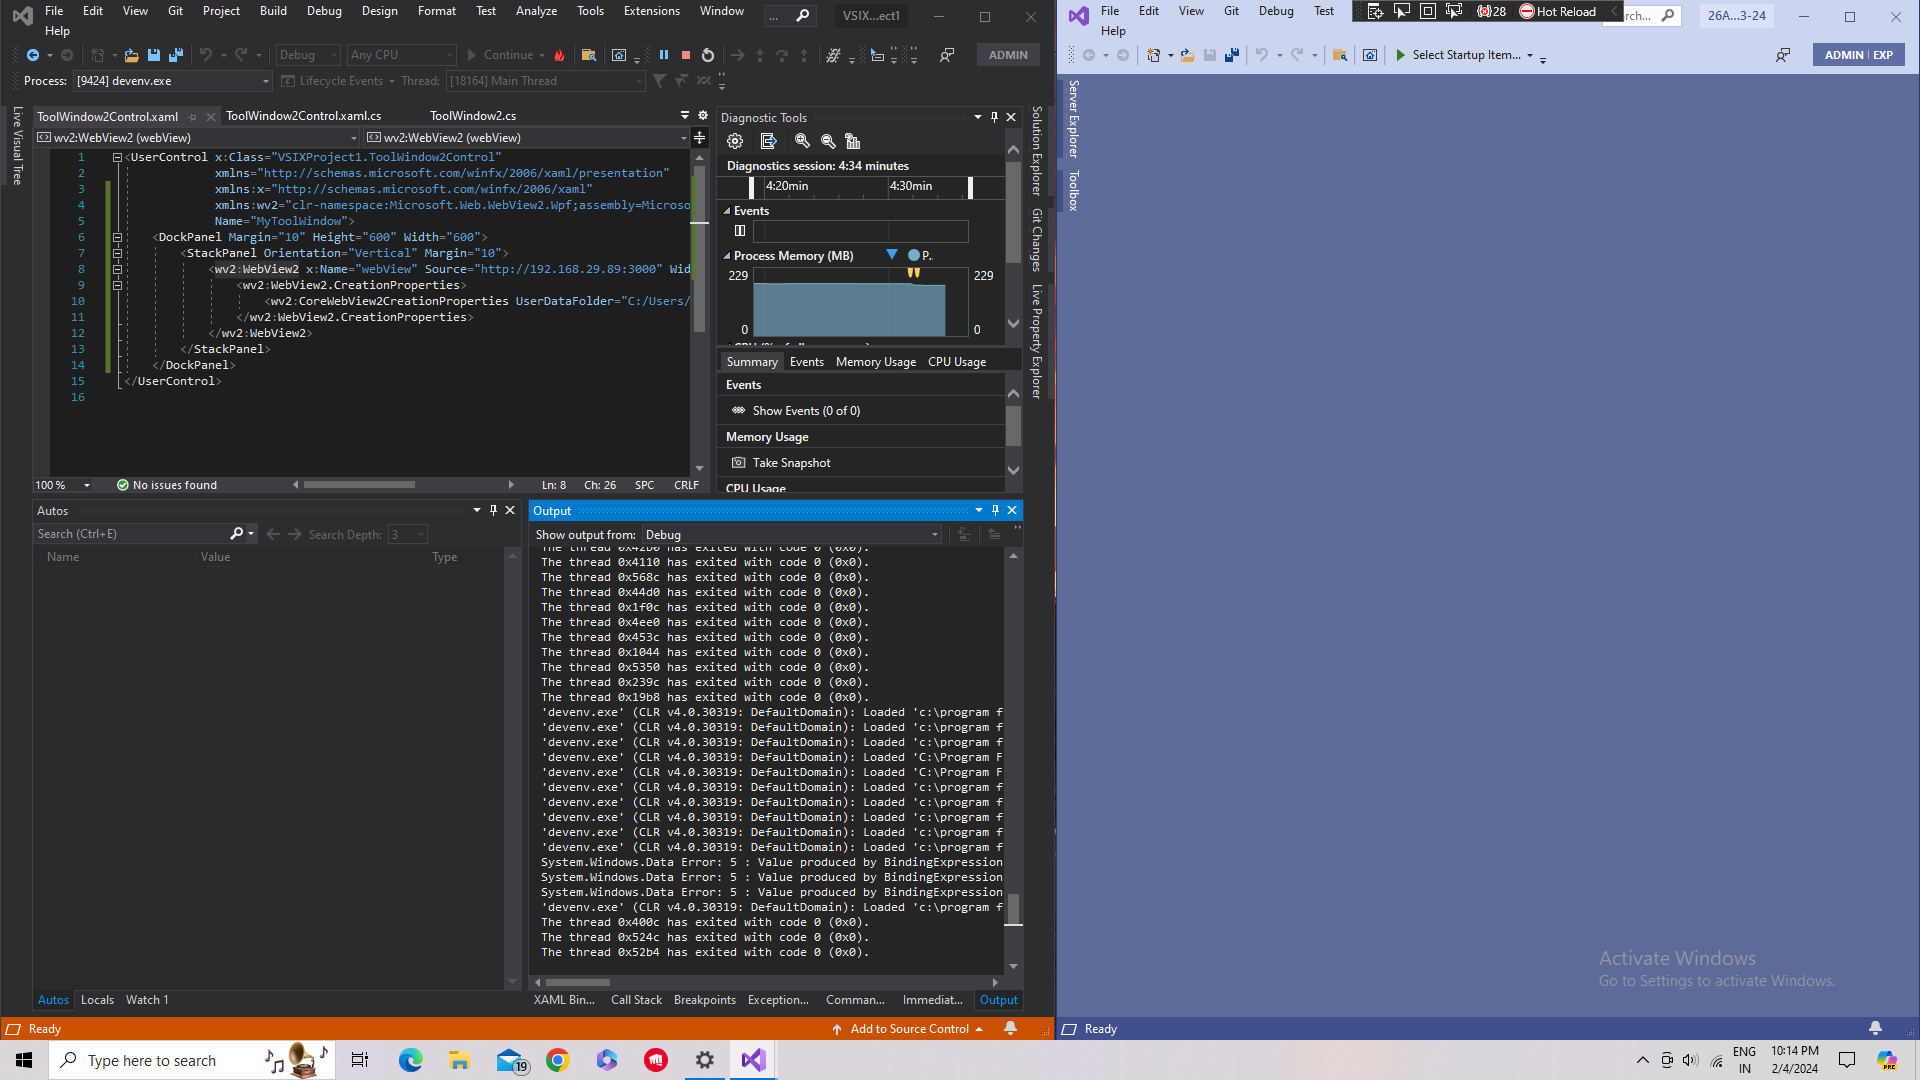 File Edit View Git Project Build Debug Design Format Test Analyze Tools Extensions Window ... VSIX...ect1
Help
Debug Any CPU Continue ADMIN
Process: [9424] devenv.exe Lifecycle Events Thread: [18164] Main Thread
Live Visual Tree
ToolWindow2Control.xaml ToolWindow2Control.xaml.cs ToolWindow2.cs
wv2:WebView2 (webView) wv2:WebView2 (webView)
1 <UserControl x:Class="VSIXProject1.ToolWindow2Control"
2 xmlns="http://schemas.microsoft.com/winfx/2006/xaml/presentation"
3 xmlns:x="http://schemas.microsoft.com/winfx/2006/xaml"
4 xmlns:wv2="clr-namespace:Microsoft.Web.WebView2.Wpf;assembly=Microso
5 Name="MyToolWindow">
6 <DockPanel Margin="10" Height="600" Width="600">
7 <StackPanel Orientation="Vertical" Margin="10">
8 <wv2:WebView2 x:Name="webView" Source="http://192.168.29.89:3000" Wid
9 <wv2:WebView2.CreationProperties>
10 <wv2:CoreWebView2CreationProperties UserDataFolder="C:/Users/
11 </wv2:WebView2.CreationProperties>
12 </wv2:WebView2>
13 </StackPanel>
14 </DockPanel>
15 </UserControl>
16
100 % No issues found Ln: 8 Ch: 26 SPC CRLF
Diagnostic Tools
Diagnostics session: 4:34 minutes
4:20min 4:30min
Events
Process Memory (MB) P..
229 229
0 0
Summary Events Memory Usage CPU Usage
Events
Show Events (0 of 0)
Memory Usage
Take Snapshot
CPU Usage
Solution Explorer
Git Changes
Live Property Explorer
Autos
Search (Ctrl+E) Search Depth: 3
Name Value Type
Autos Locals Watch 1
Output
Show output from: Debug
The thread 0x42b0 has exited with code 0 (0x0).
The thread 0x4110 has exited with code 0 (0x0).
The thread 0x568c has exited with code 0 (0x0).
The thread 0x44d0 has exited with code 0 (0x0).
The thread 0x1f0c has exited with code 0 (0x0).
The thread 0x4ee0 has exited with code 0 (0x0).
The thread 0x453c has exited with code 0 (0x0).
The thread 0x1044 has exited with code 0 (0x0).
The thread 0x5350 has exited with code 0 (0x0).
The thread 0x239c has exited with code 0 (0x0).
The thread 0x19b8 has exited with code 0 (0x0).
'devenv.exe' (CLR v4.0.30319: DefaultDomain): Loaded 'c:\program f
'devenv.exe' (CLR v4.0.30319: DefaultDomain): Loaded 'c:\program f
'devenv.exe' (CLR v4.0.30319: DefaultDomain): Loaded 'c:\program f
'devenv.exe' (CLR v4.0.30319: DefaultDomain): Loaded 'C:\Program F
'devenv.exe' (CLR v4.0.30319: DefaultDomain): Loaded 'C:\Program F
'devenv.exe' (CLR v4.0.30319: DefaultDomain): Loaded 'c:\program f
'devenv.exe' (CLR v4.0.30319: DefaultDomain): Loaded 'c:\program f
'devenv.exe' (CLR v4.0.30319: DefaultDomain): Loaded 'c:\program f
'devenv.exe' (CLR v4.0.30319: DefaultDomain): Loaded 'c:\program f
'devenv.exe' (CLR v4.0.30319: DefaultDomain): Loaded 'c:\program f
System.Windows.Data Error: 5 : Value produced by BindingExpression
System.Windows.Data Error: 5 : Value produced by BindingExpression
System.Windows.Data Error: 5 : Value produced by BindingExpression
'devenv.exe' (CLR v4.0.30319: DefaultDomain): Loaded 'c:\program f
The thread 0x400c has exited with code 0 (0x0).
The thread 0x524c has exited with code 0 (0x0).
The thread 0x52b4 has exited with code 0 (0x0).
XAML Bin... Call Stack Breakpoints Exception... Comman... Immediat... Output
Ready Add to Source Control
File Edit View Git Debug Test 28 Hot Reload rch... 26A...3-24
Help
Select Startup Item... ADMIN EXP
Server Explorer
Toolbox
Activate Windows
Go to Settings to activate Windows.
Ready
Type here to search 19 ENG 10:14 PM
IN 2/4/2024 PRE